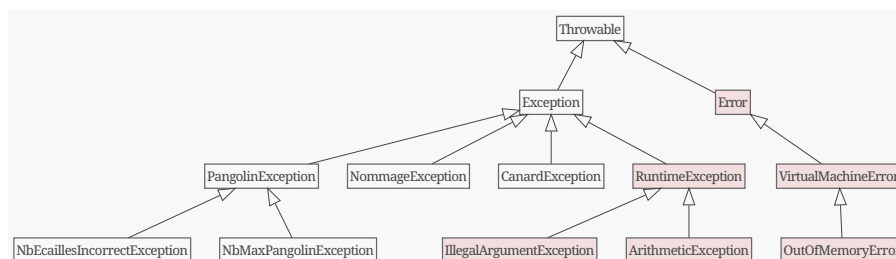 Throwable
Exception
Error
PangolinException
NommageException
CanardException
RuntimeException
VirtualMachineError
NbEcaillesIncorrectException
NbMaxPangolinException
IllegalArgumentException
ArithmeticException
OutOfMemoryError